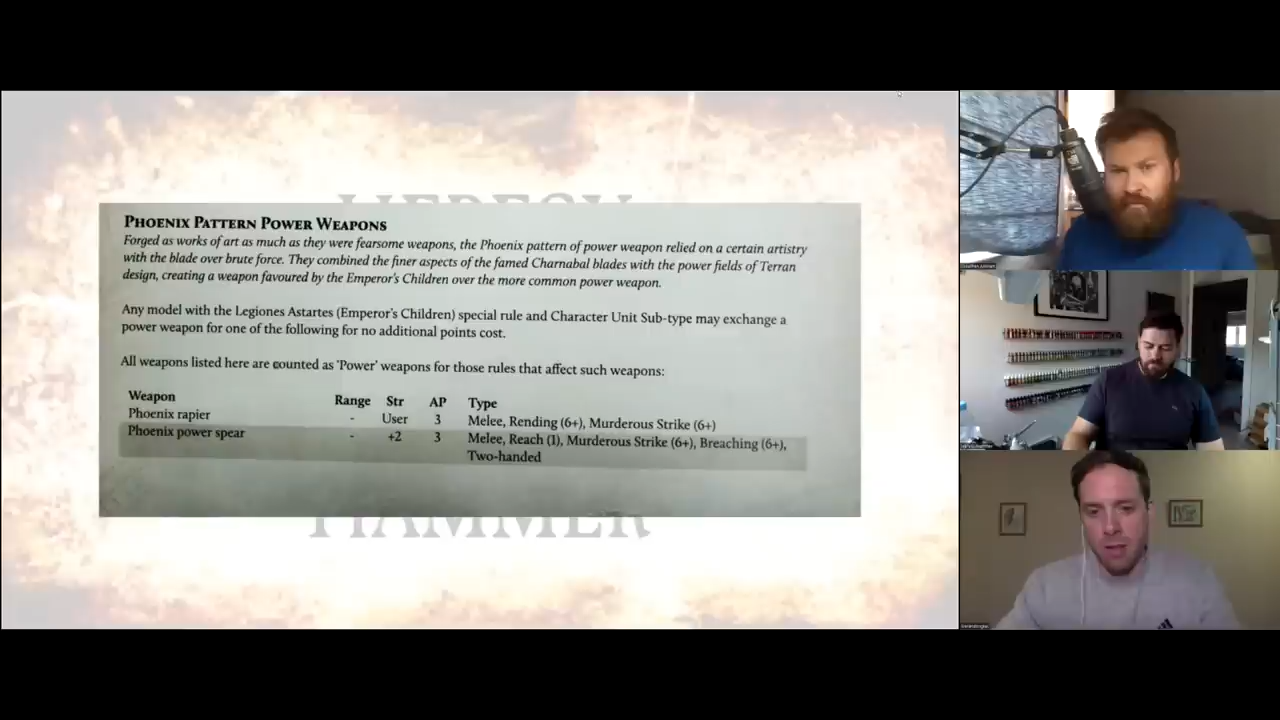 HERESY
PHOENIX PATTERN POWER WEAPONS
Forged as works of art as much as they were fearsome weapons, the Phoenix pattern of power weapon relied on a certain artistry
with the blade over brute force. They combined the finer aspects of the famed Charnabal blades with the power fields of Terran
design, creating a weapon favoured by the Emperor's Children over the more common power weapon.
Any model with the Legiones Astartes (Emperor's Children) special rule and Character Unit Sub-type may exchange a
power weapon for one of the following for no additional points cost.
All weapons listed here are counted as 'Power' weapons for those rules that affect such weapons:
Weapon Range Str AP Type
Phoenix rapier - User 3 Melee, Rending (6+), Murderous Strike (6+)
Phoenix power spear - +2 3 Melee, Reach (1), Murderous Strike (6+), Breaching (6+),
Two-handed
HAMMER